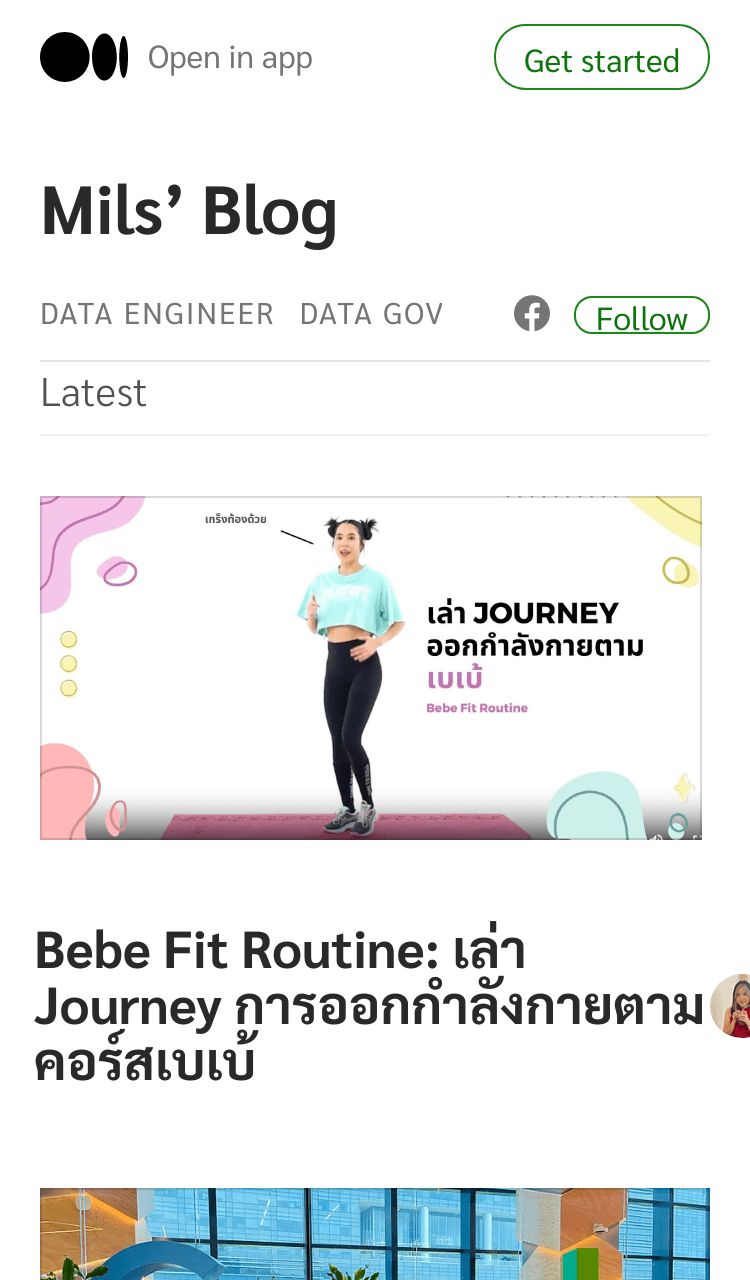 Open in app
Get started
Mils’ Blog
DATA ENGINEER DATA GOV
Follow
Latest
เกร็งท้องด้วย
เล่า JOURNEY
ออกกำลังกายตาม
เบเบ้
Bebe Fit Routine
Bebe Fit Routine: เล่า
Journey การออกกำลังกายตาม
คอร์สเบเบ้